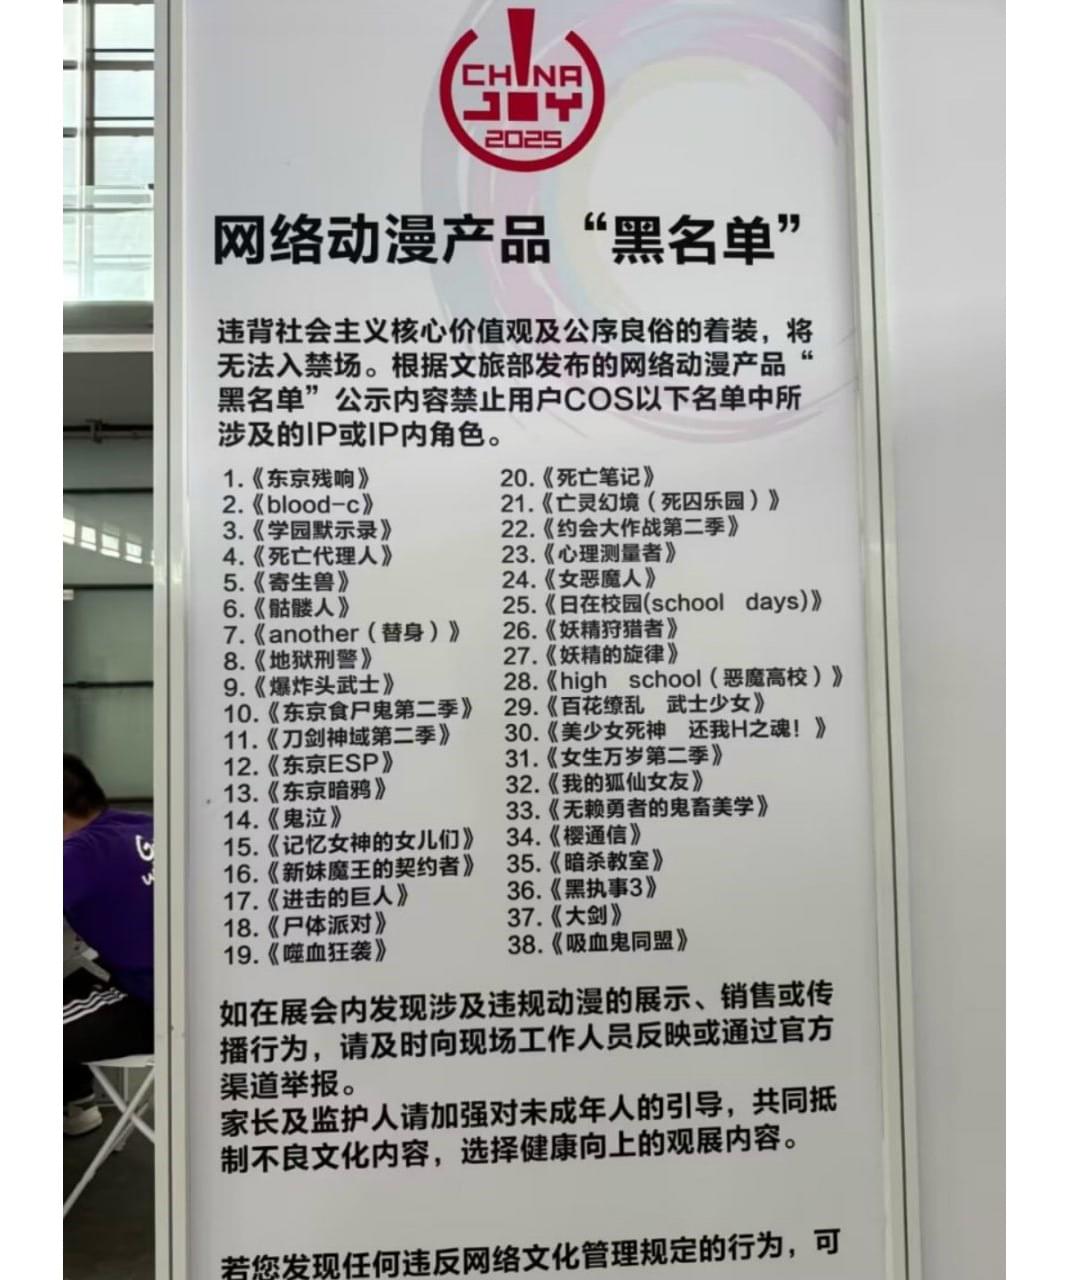 CHINA
JOY
2025
网络动漫产品“黑名单”
违背社会主义核心价值观及公序良俗的着装，将
无法入禁场。根据文旅部发布的网络动漫产品“
黑名单”公示内容禁止用户COS以下名单中所
涉及的IP或IP内角色。
1.《东京残响》
2.《blood-c》
3.《学园默示录》
4.《死亡代理人》
5.《寄生兽》
6.《骷髅人》
7.《another（替身）》
8.《地狱刑警》
9.《爆炸头武士》
10.《东京食尸鬼第二季》
11.《刀剑神域第二季》
12.《东京ESP》
13.《东京暗鸦》
14.《鬼泣》
15.《记忆女神的女儿们》
16.《新妹魔王的契约者》
17.《进击的巨人》
18.《尸体派对》
19.《噬血狂袭》
20.《死亡笔记》
21.《亡灵幻境（死囚乐园）》
22.《约会大作战第二季》
23.《心理测量者》
24.《女恶魔人》
25.《日在校园(school days)》
26.《妖精狩猎者》
27.《妖精的旋律》
28.《high school（恶魔高校）》
29.《百花缭乱 武士少女》
30.《美少女死神 还我H之魂！》
31.《女生万岁第二季》
32.《我的狐仙女友》
33.《无赖勇者的鬼畜美学》
34.《樱通信》
35.《暗杀教室》
36.《黑执事3》
37.《大剑》
38.《吸血鬼同盟》
如在展会内发现涉及违规动漫的展示、销售或传
播行为，请及时向现场工作人员反映或通过官方
渠道举报。
家长及监护人请加强对未成年人的引导，共同抵
制不良文化内容，选择健康向上的观展内容。
若您发现任何违反网络文化管理规定的行为，可